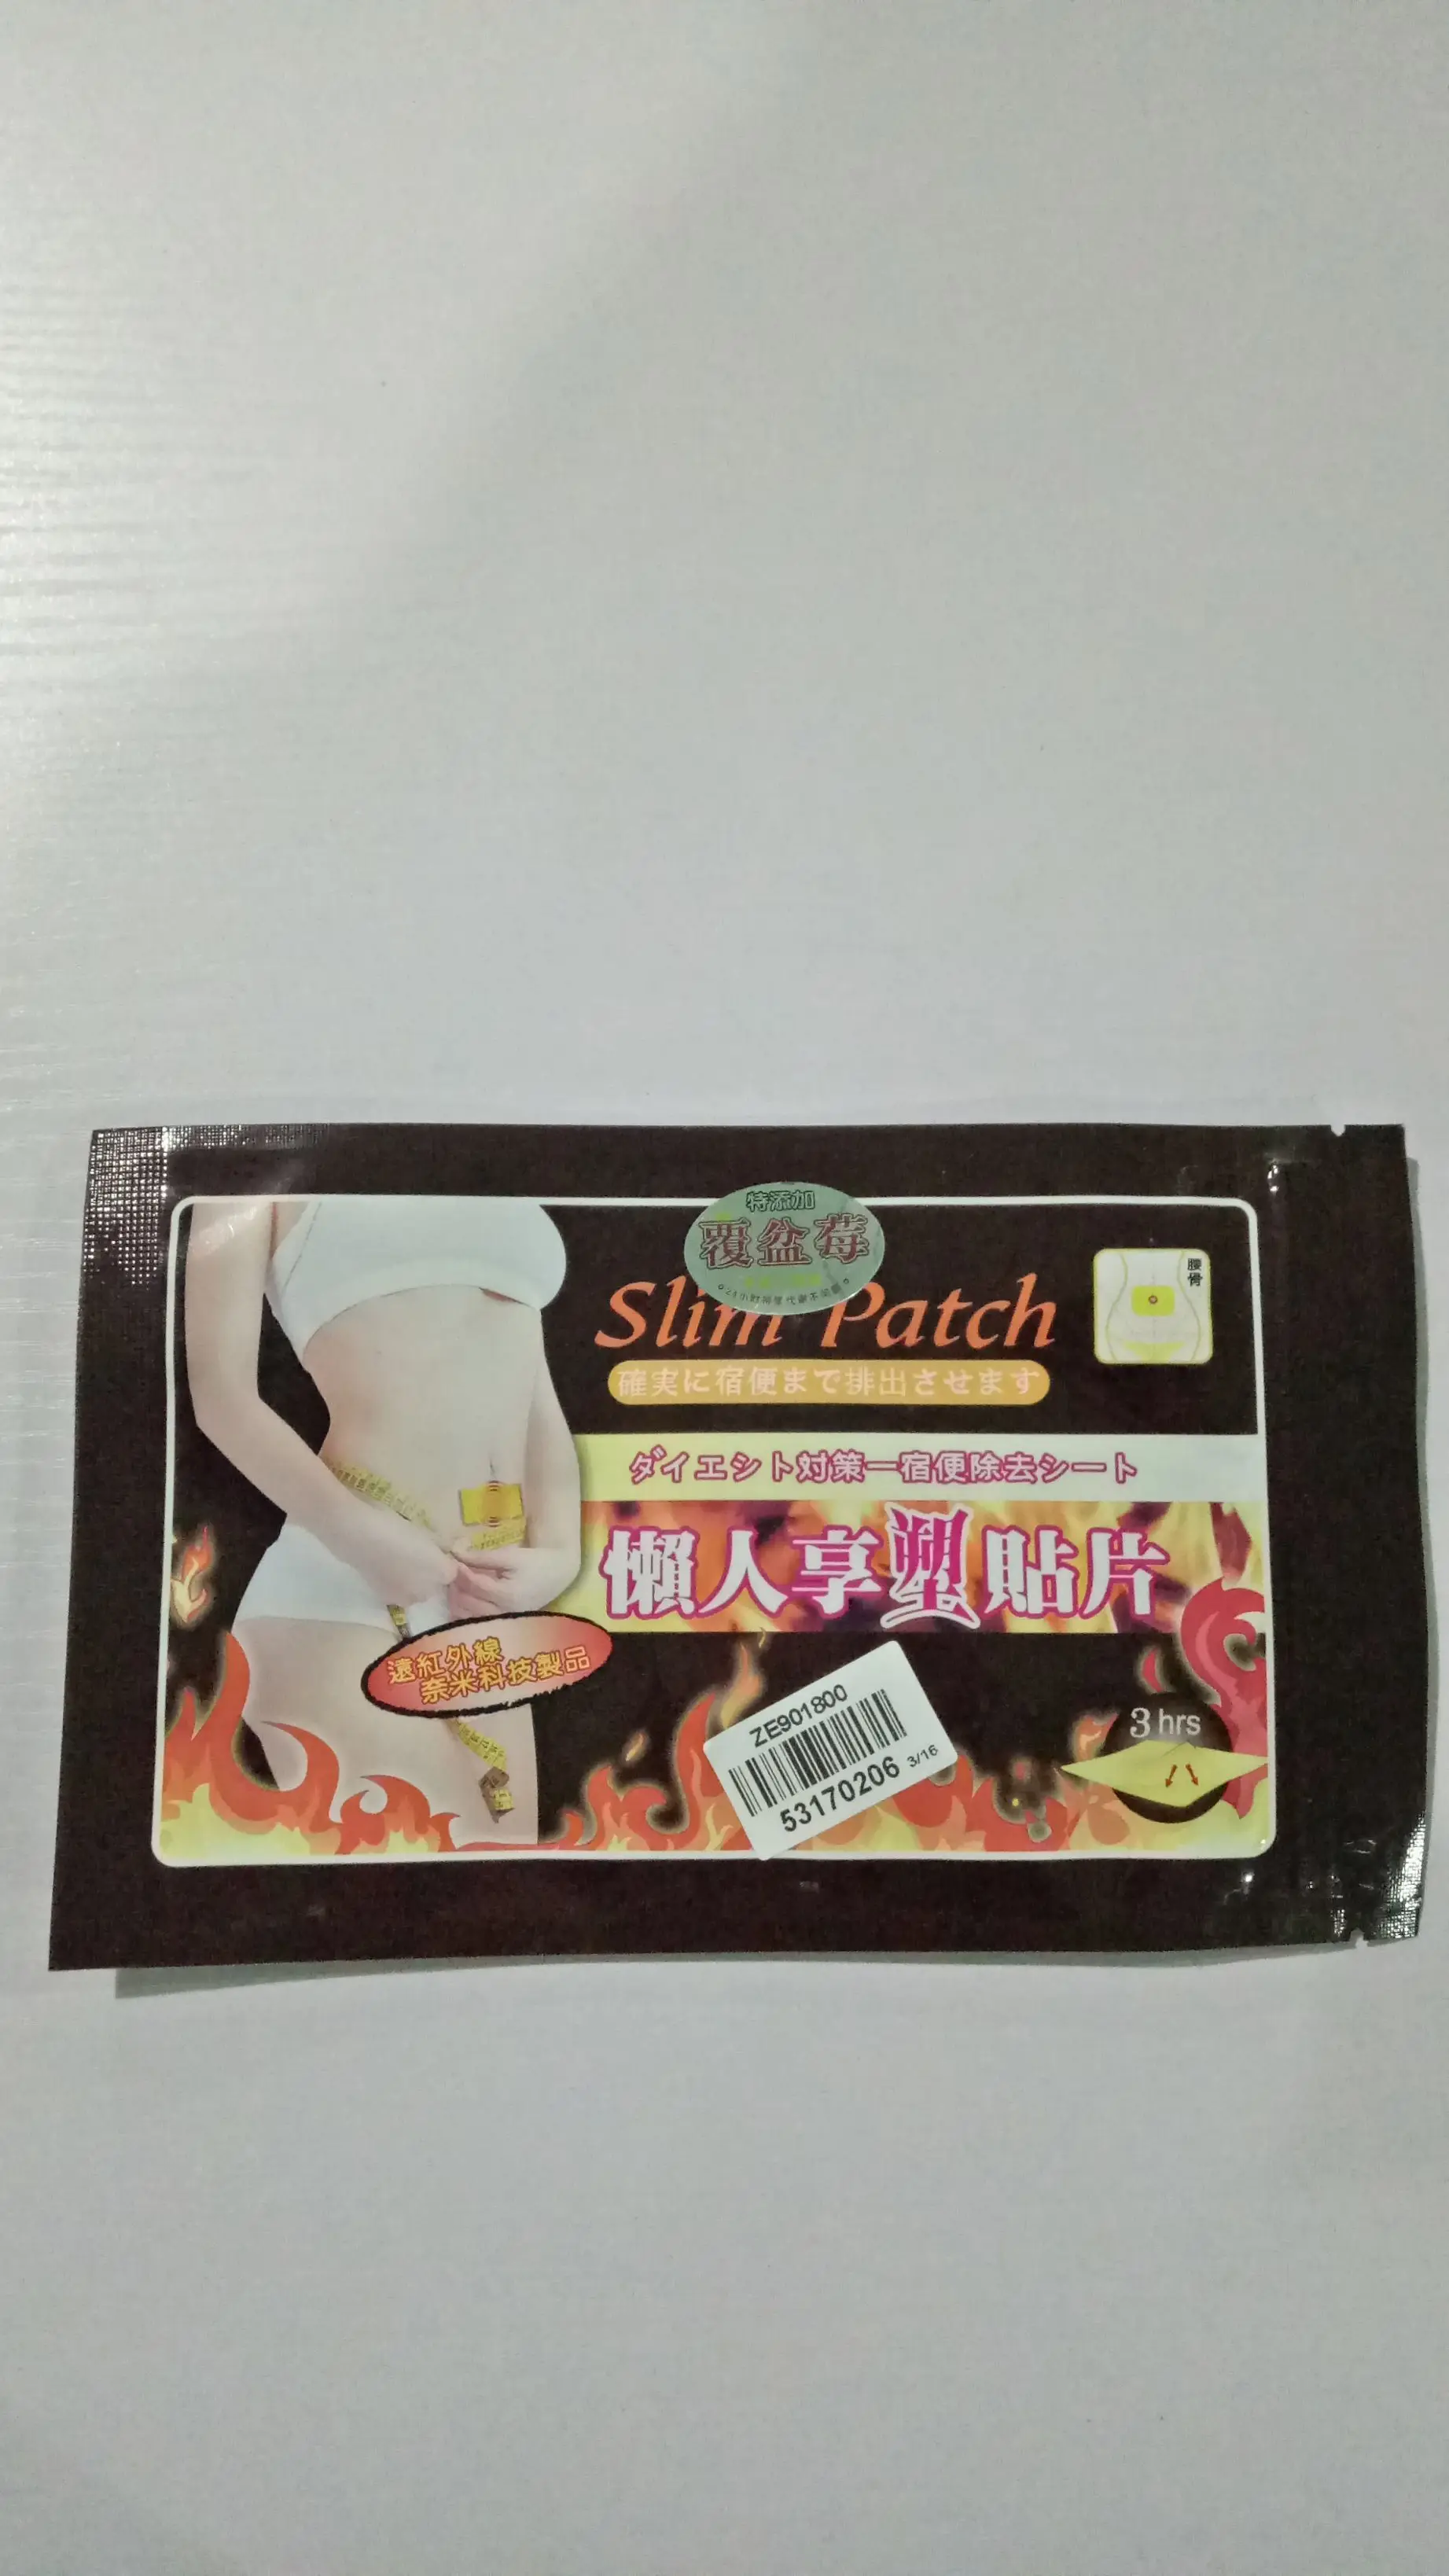 特添加
覆盆莓
Slim Patch
腰骨
確実に宿便まで排出させます
ダイエシト対策一宿便除去シート
懶人享塑貼片
遠紅外線
奈米科技製品
ZE901800
53170206 3/16
3 hrs